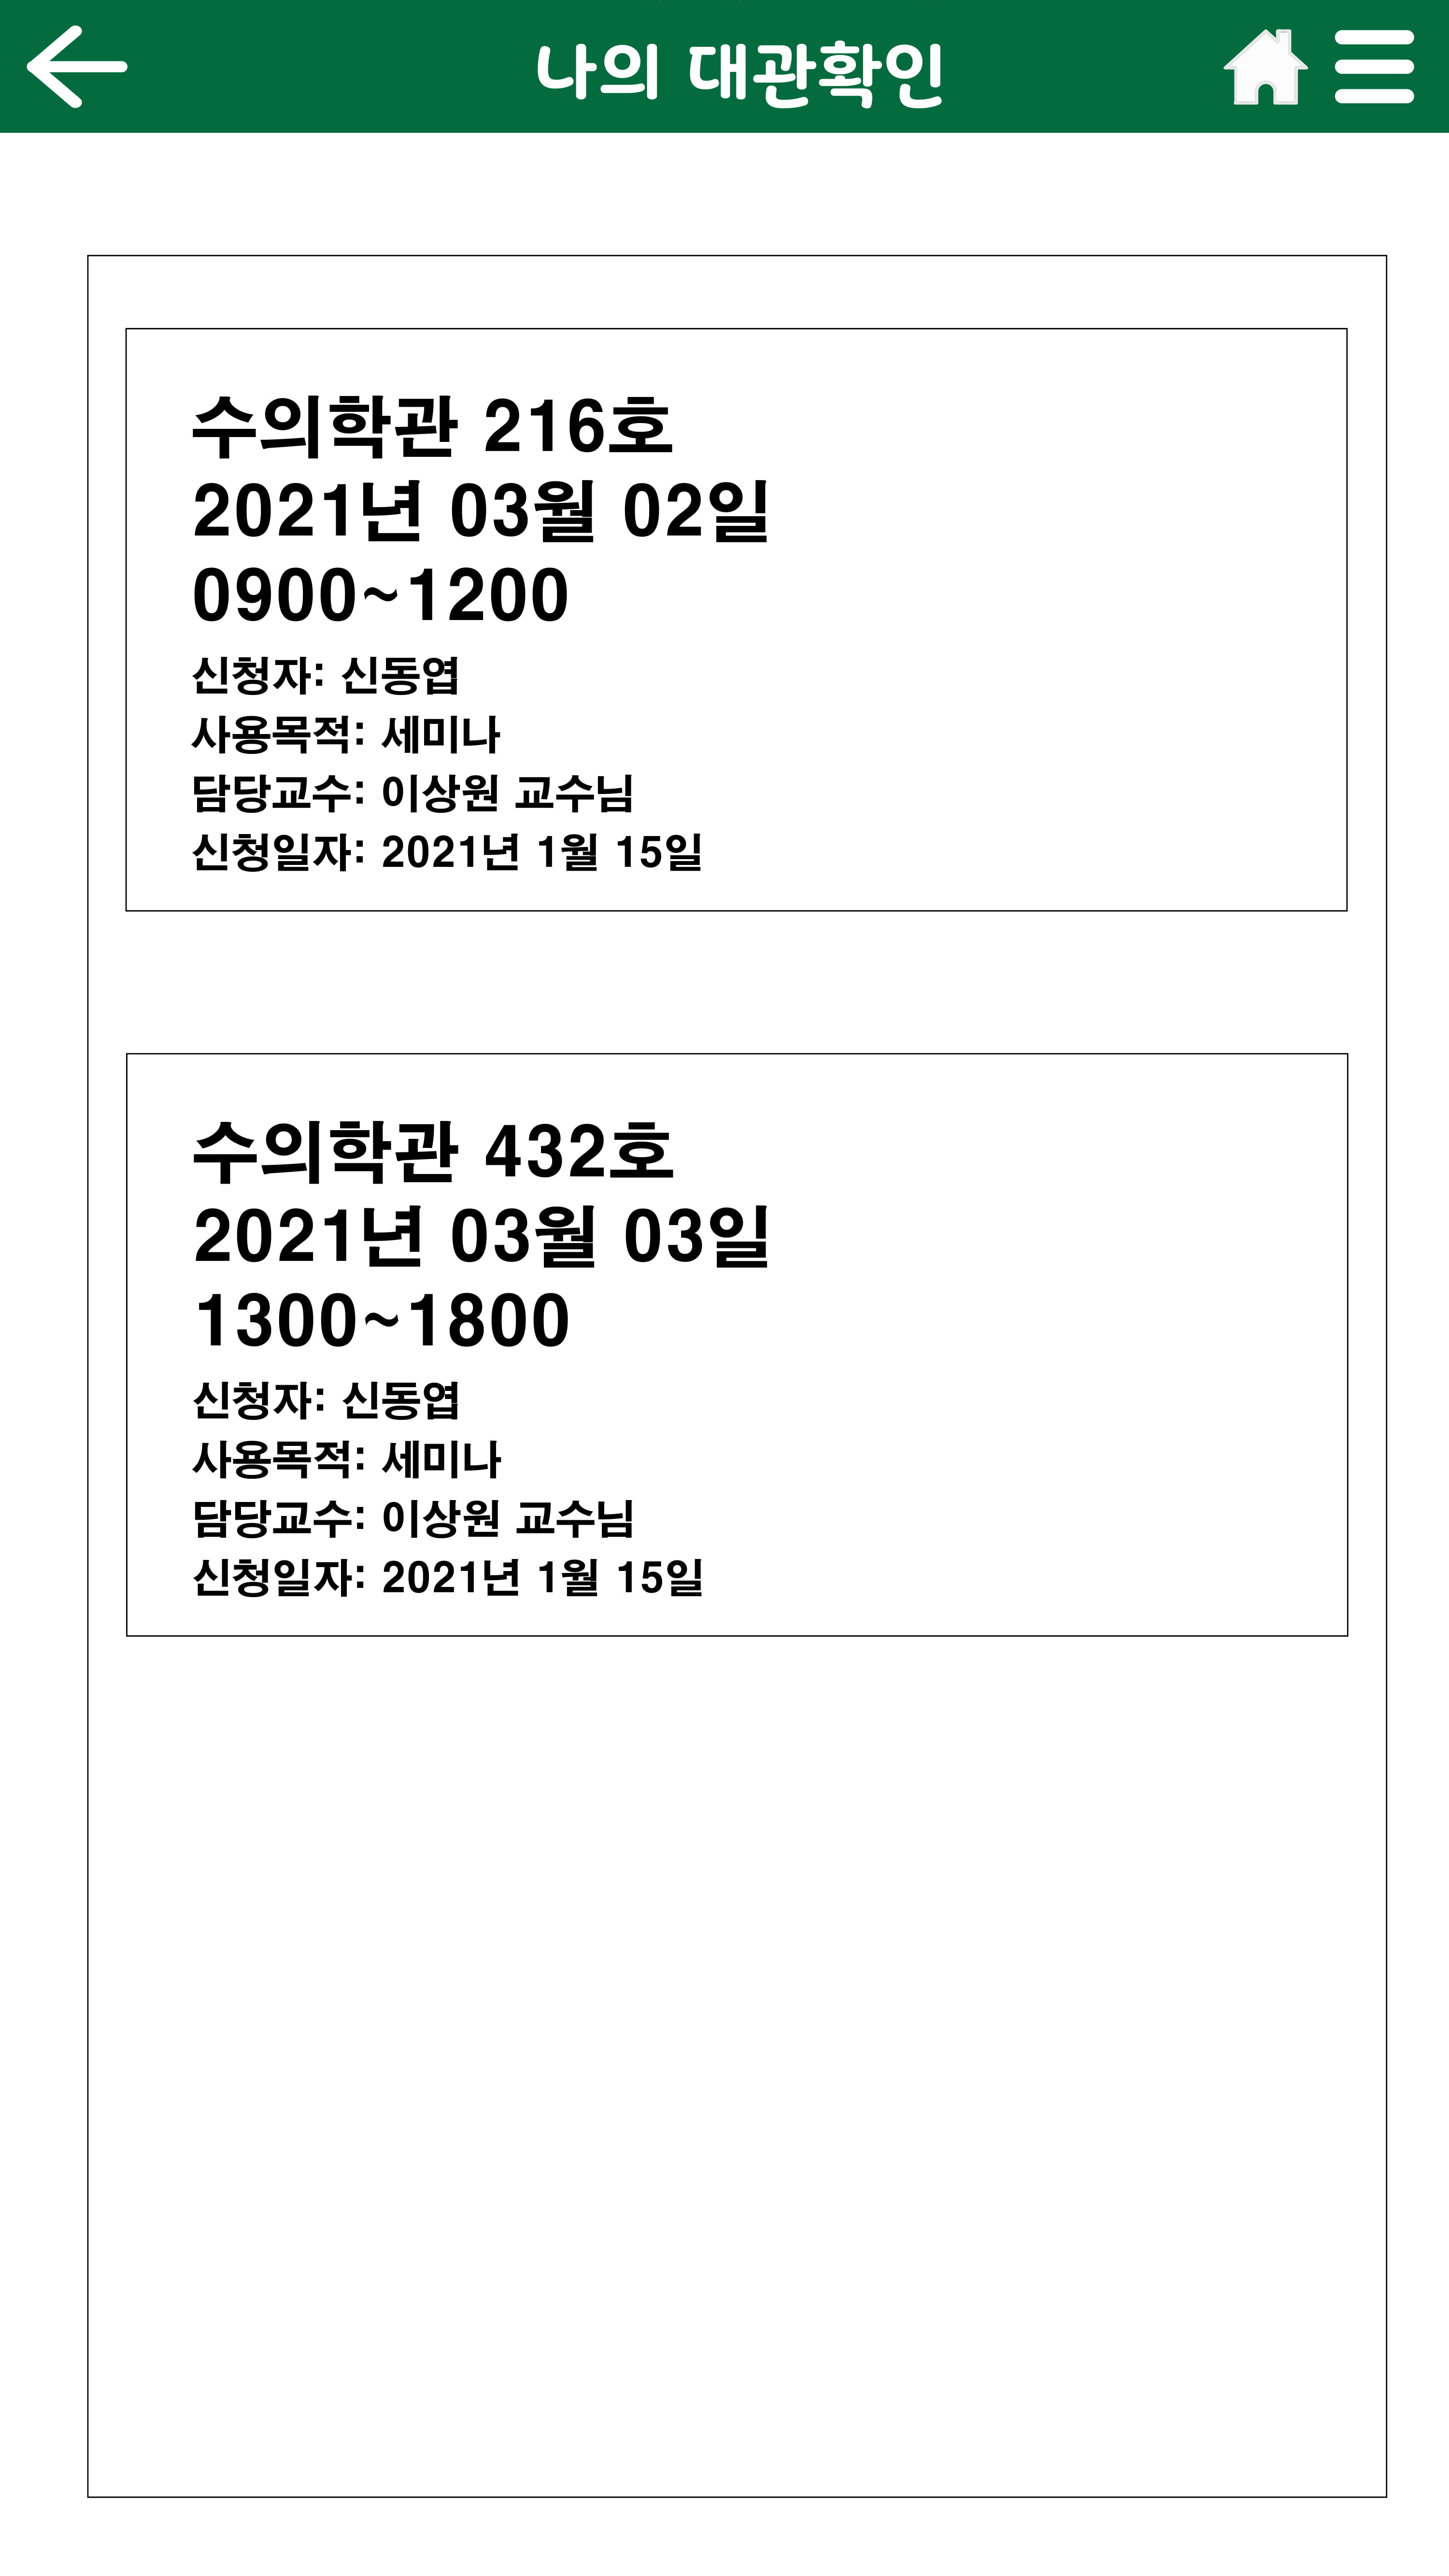 나의 대관확인
수의학관 216호
2021년 03월 02일
0900~1200
신청자: 신동엽
사용목적: 세미나
담당교수: 이상원 교수님
신청일자: 2021년 1월 15일
수의학관 432호
2021년 03월 03일
1300~1800
신청자: 신동엽
사용목적: 세미나
담당교수: 이상원 교수님
신청일자: 2021년 1월 15일